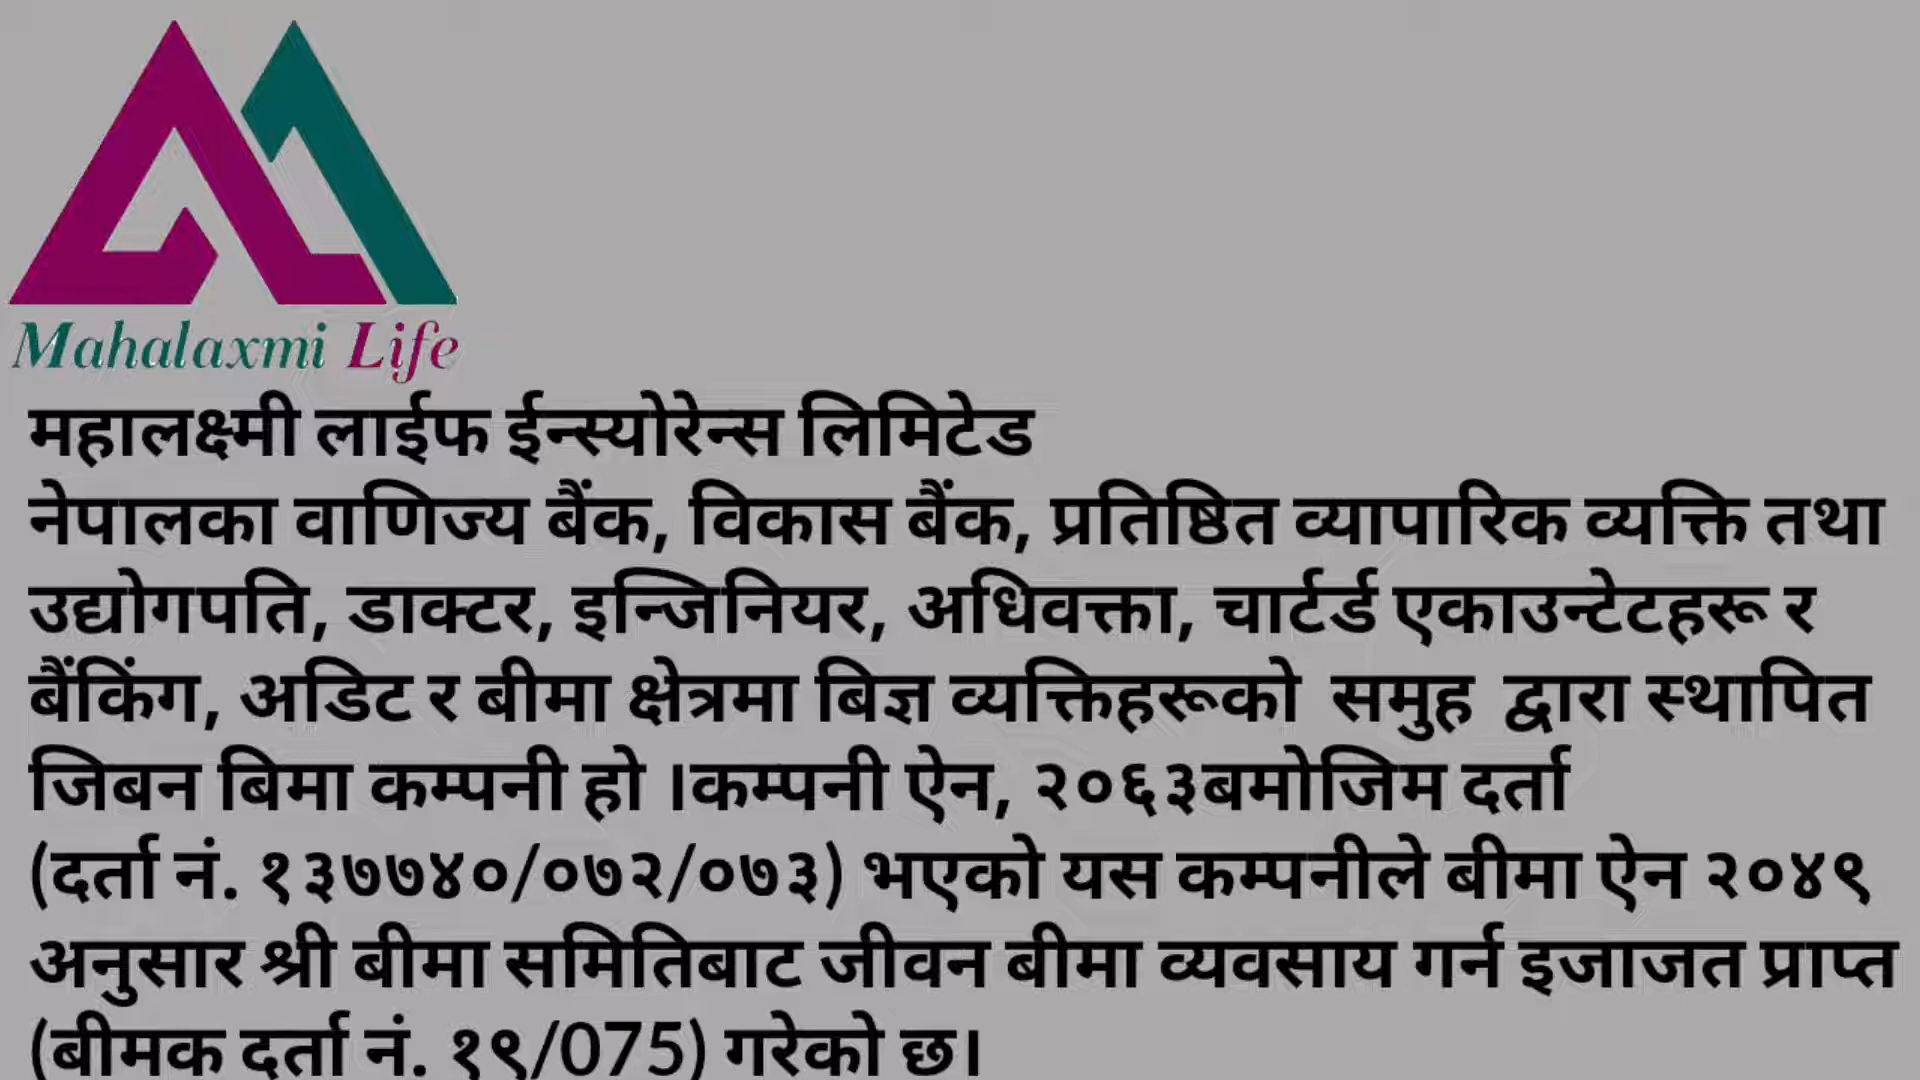 Mahalaxmi Life
महालक्ष्मी लाईफ ईन्स्योरेन्स लिमिटेड
नेपालका वाणिज्य बैंक, विकास बैंक, प्रतिष्ठित व्यापारिक व्यक्ति तथा
उद्योगपति, डाक्टर, इन्जिनियर, अधिवक्ता, चार्टर्ड एकाउन्टेटहरू र
बैंकिंग, अडिट र बीमा क्षेत्रमा बिज्ञ व्यक्तिहरूको समुह द्वारा स्थापित
जिबन बिमा कम्पनी हो ।कम्पनी ऐन, २०६३बमोजिम दर्ता
(दर्ता नं. १३७७४०/०७२/०७३) भएको यस कम्पनीले बीमा ऐन २०४९
अनुसार श्री बीमा समितिबाट जीवन बीमा व्यवसाय गर्न इजाजत प्राप्त
(बीमक दर्ता नं. १९/075) गरेको छ।